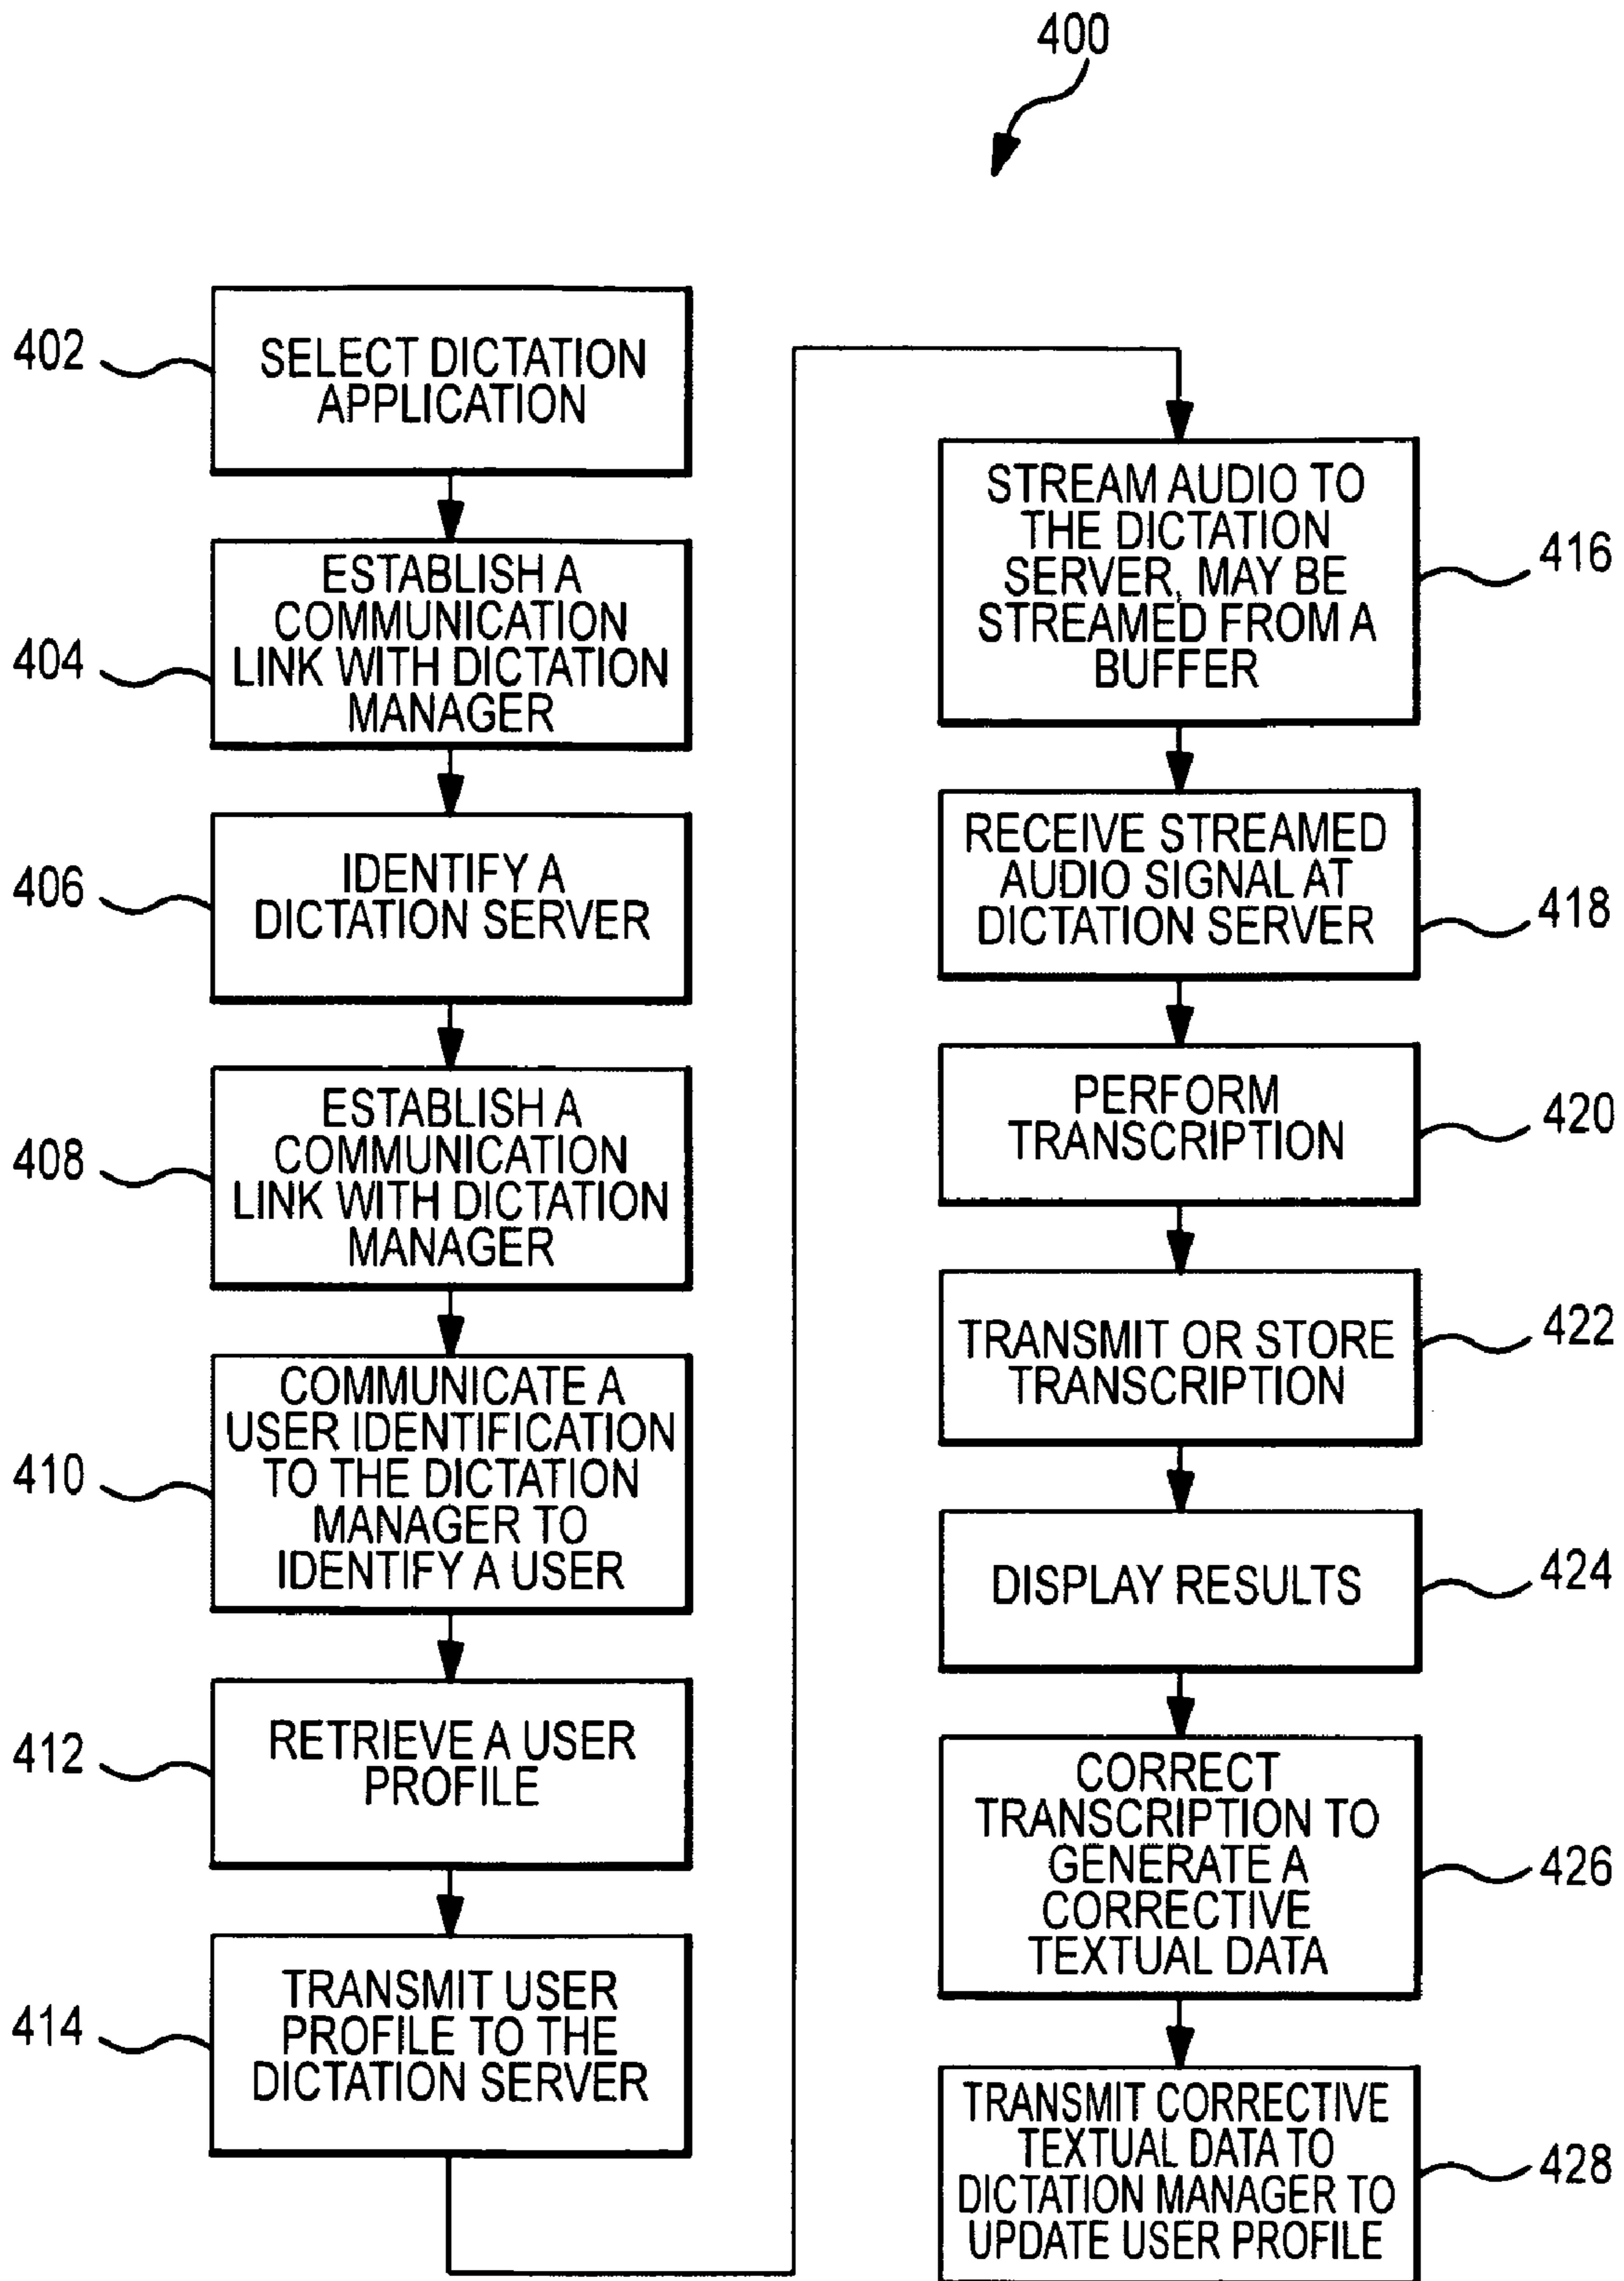 400
402
SELECT DICTATION
APPLICATION
404
ESTABLISH A
COMMUNICATION
LINK WITH DICTATION
MANAGER
406
IDENTIFY A
DICTATION SERVER
408
ESTABLISH A
COMMUNICATION
LINK WITH DICTATION
MANAGER
410
COMMUNICATE A
USER IDENTIFICATION
TO THE DICTATION
MANAGER TO
IDENTIFY A USER
412
RETRIEVE A USER
PROFILE
414
TRANSMIT USER
PROFILE TO THE
DICTATION SERVER
STREAM AUDIO TO
THE DICTATION
SERVER, MAY BE
STREAMED FROM A
BUFFER
416
RECEIVE STREAMED
AUDIO SIGNAL AT
DICTATION SERVER
418
PERFORM
TRANSCRIPTION
420
TRANSMIT OR STORE
TRANSCRIPTION
422
DISPLAY RESULTS
424
CORRECT
TRANSCRIPTION TO
GENERATE A
CORRECTIVE
TEXTUAL DATA
426
TRANSMIT CORRECTIVE
TEXTUAL DATA TO
DICTATION MANAGER TO
UPDATE USER PROFILE
428